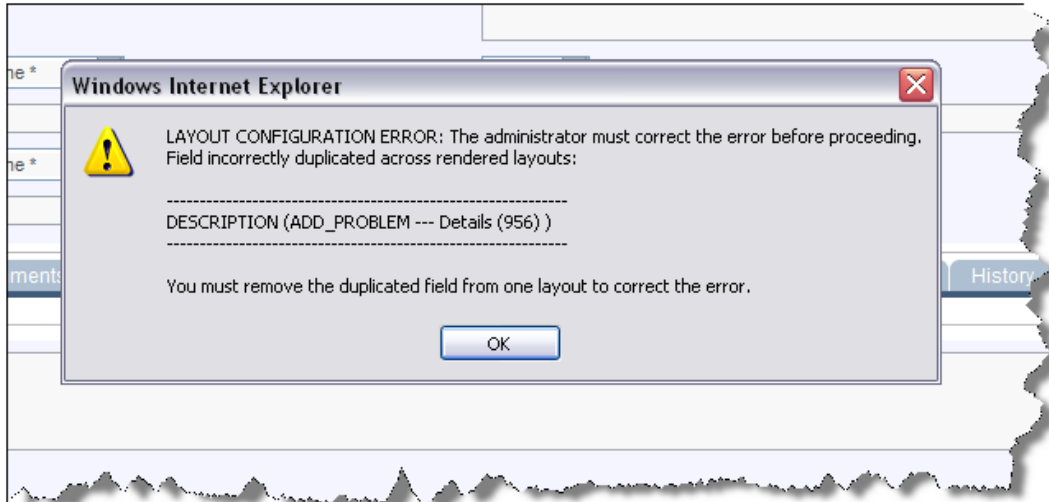 ne *
Windows Internet Explorer
LAYOUT CONFIGURATION ERROR: The administrator must correct the error before proceeding.
Field incorrectly duplicated across rendered layouts:
------------------------------------------------------------
DESCRIPTION (ADD_PROBLEM --- Details (956) )
------------------------------------------------------------
ne *
You must remove the duplicated field from one layout to correct the error.
ments
History
OK